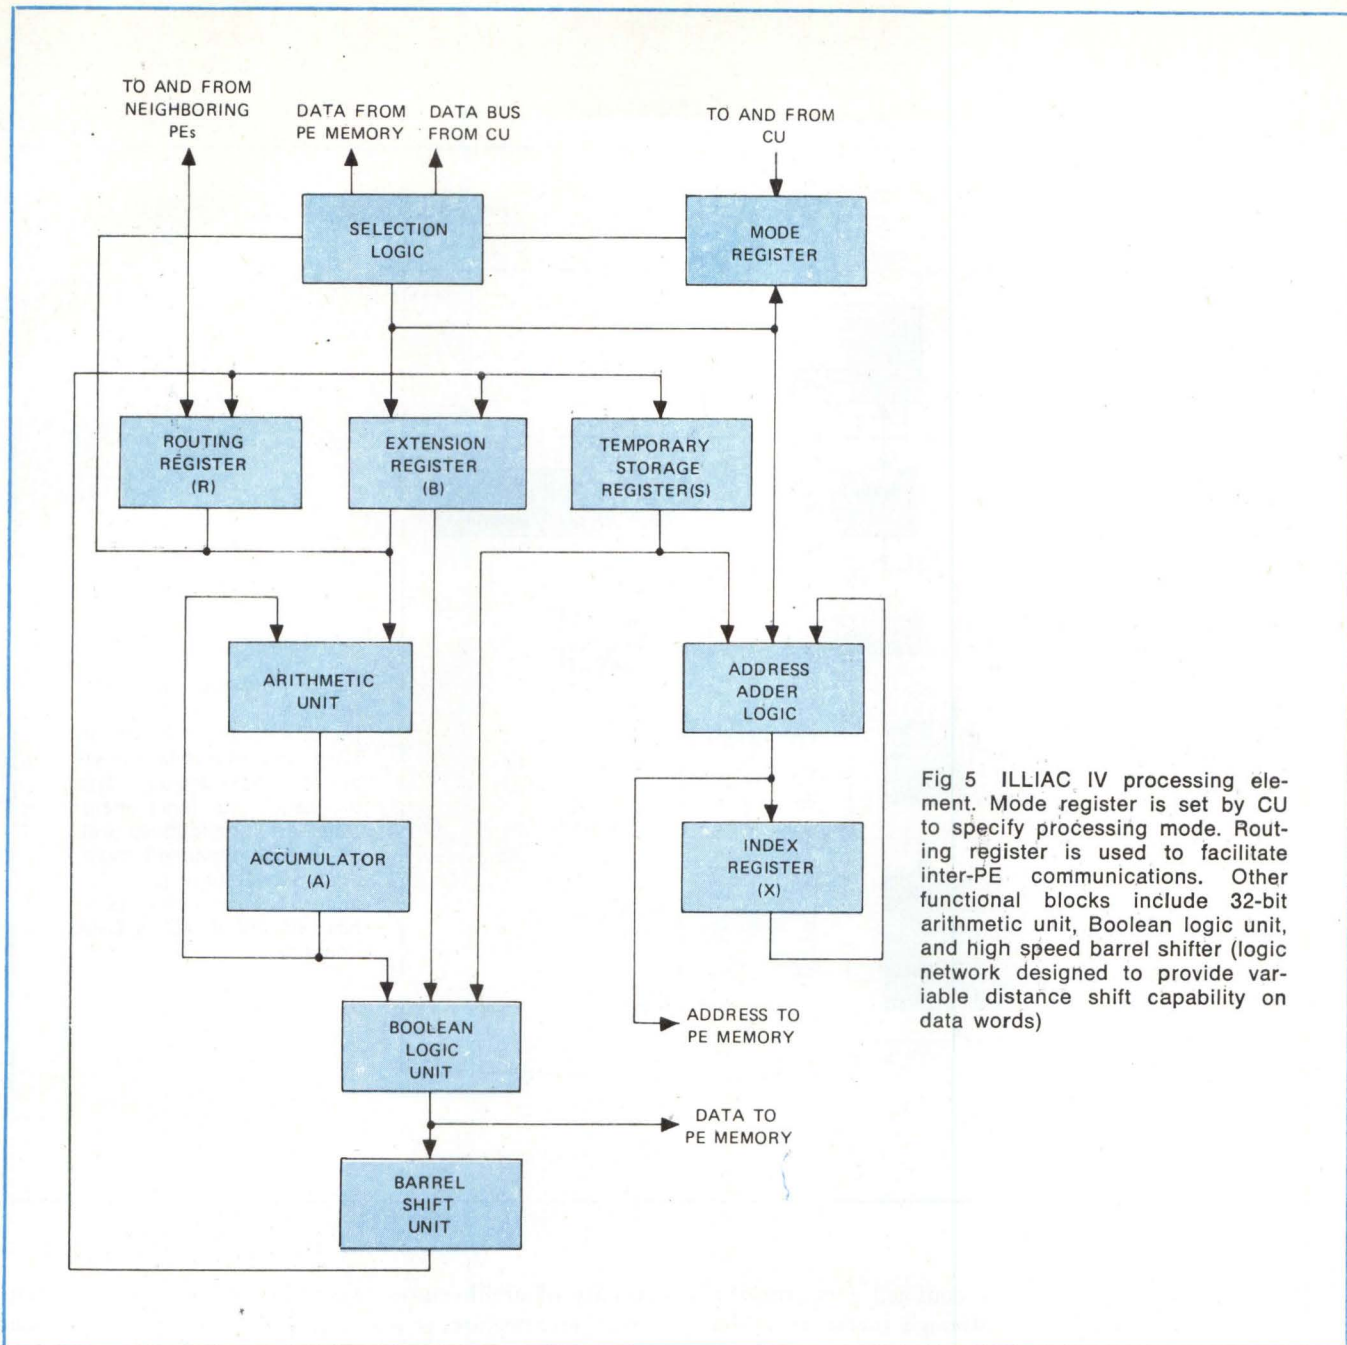 TO AND FROM
NEIGHBORING
PEs
DATA FROM
PE MEMORY
DATA BUS
FROM CU
TO AND FROM
CU
SELECTION
LOGIC
MODE
REGISTER
ROUTING
REGISTER
(R)
EXTENSION
REGISTER
(B)
TEMPORARY
STORAGE
REGISTER(S)
ARITHMETIC
UNIT
ADDRESS
ADDER
LOGIC
ACCUMULATOR
(A)
INDEX
REGISTER
(X)
BOOLEAN
LOGIC
UNIT
ADDRESS TO
PE MEMORY
DATA TO
PE MEMORY
BARREL
SHIFT
UNIT
Fig 5 ILLIAC IV processing ele-
ment. Mode register is set by CU
to specify processing mode. Rout-
ing register is used to facilitate
inter-PE communications. Other
functional blocks include 32-bit
arithmetic unit, Boolean logic unit,
and high speed barrel shifter (logic
network designed to provide var-
iable distance shift capability on
data words)